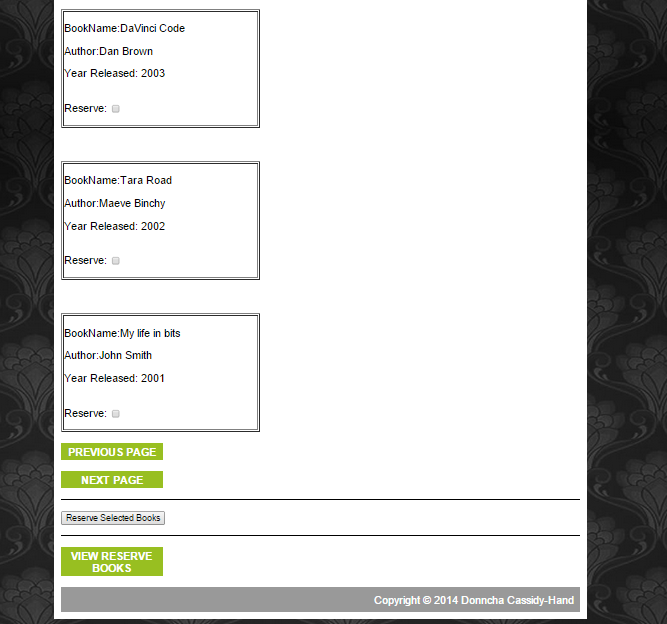 BookName:DaVinci Code
Author:Dan Brown
Year Released: 2003
Reserve:
BookName:Tara Road
Author:Maeve Binchy
Year Released: 2002
Reserve:
BookName:My life in bits
Author:John Smith
Year Released: 2001
Reserve:
PREVIOUS PAGE
NEXT PAGE
Reserve Selected Books
VIEW RESERVE
BOOKS
Copyright © 2014 Donncha Cassidy-Hand